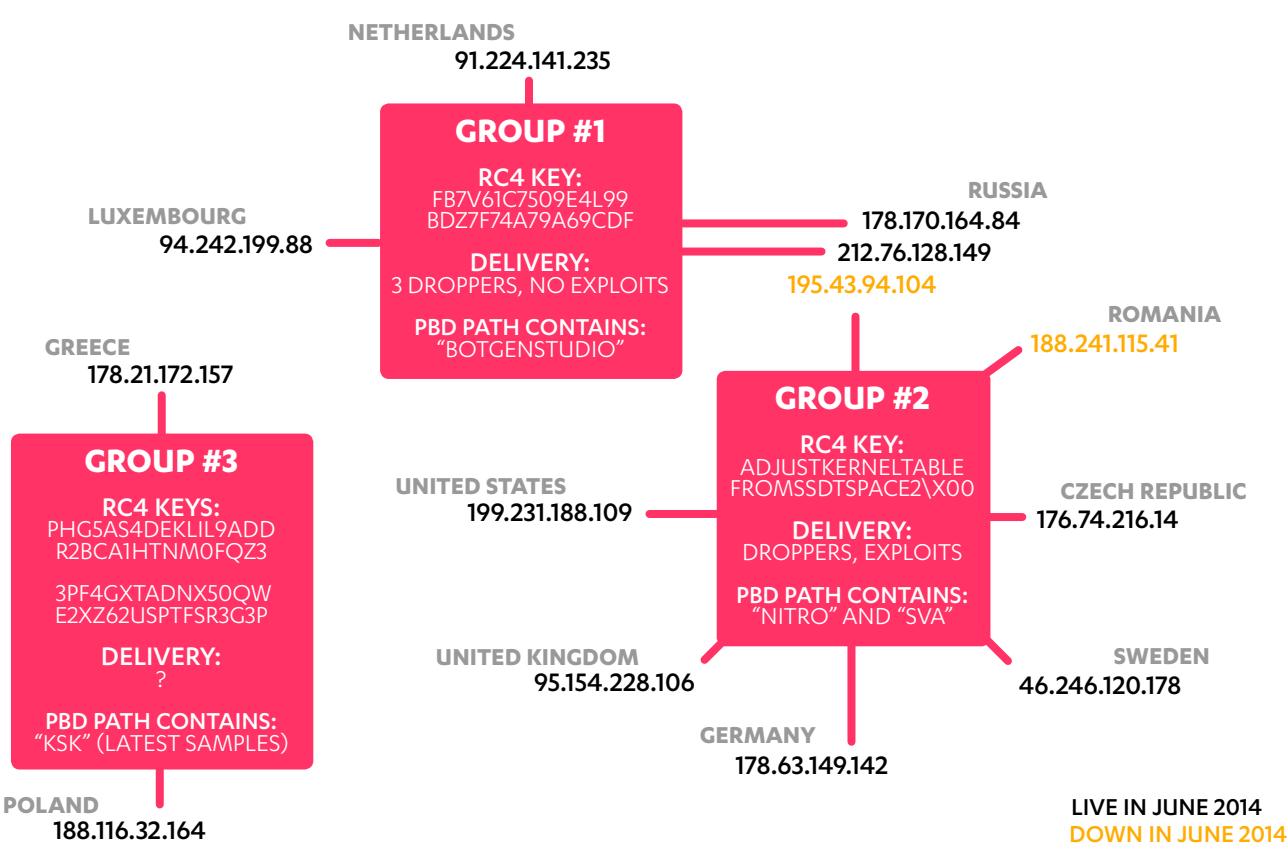 NETHERLANDS
91.224.141.235
GROUP #1
RC4 KEY:
FB7V61C7509E4L99
BDZ7F74A79A69CDF
DELIVERY:
3 DROPPERS, NO EXPLOITS
PBD PATH CONTAINS:
“BOTGENSTUDIO”
LUXEMBOURG
94.242.199.88
RUSSIA
178.170.164.84
212.76.128.149
195.43.94.104
ROMANIA
188.241.115.41
GREECE
178.21.172.157
GROUP #3
RC4 KEYS:
PHG5AS4DEKLIL9ADD
R2BCA1HTNM0FQZ3
3PF4GXTADNX50QW
E2XZ62USPTFSR3G3P
DELIVERY:
?
PBD PATH CONTAINS:
“KSK” (LATEST SAMPLES)
POLAND
188.116.32.164
GROUP #2
RC4 KEY:
ADJUSTKERNELTABLE
FROMSSDTSPACE2\X00
DELIVERY:
DROPPERS, EXPLOITS
PBD PATH CONTAINS:
“NITRO” AND “SVA”
UNITED STATES
199.231.188.109
CZECH REPUBLIC
176.74.216.14
UNITED KINGDOM
95.154.228.106
SWEDEN
46.246.120.178
GERMANY
178.63.149.142
LIVE IN JUNE 2014
DOWN IN JUNE 2014